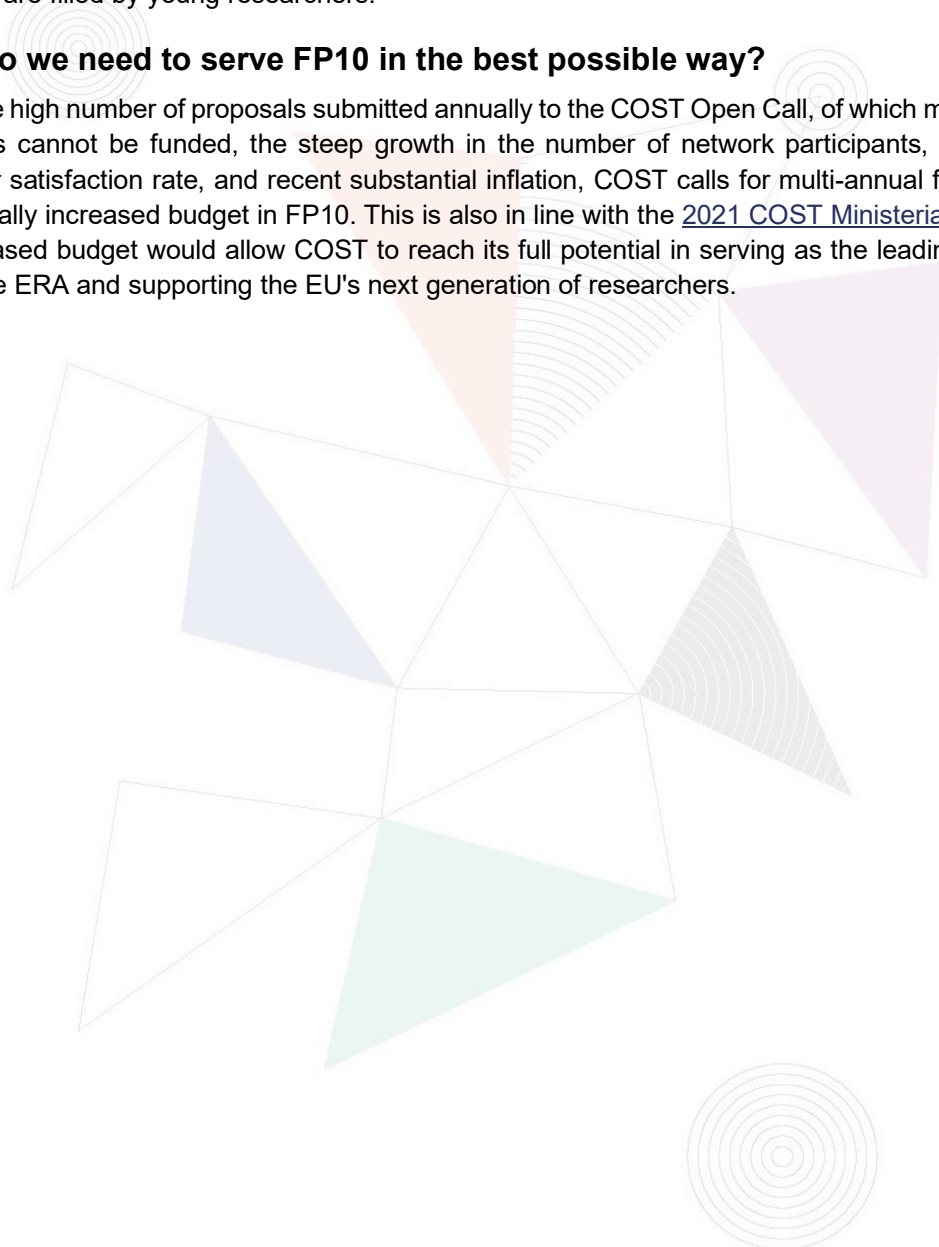 are filled by young researchers.
o we need to serve FP10 in the best possible way?
e high number of proposals submitted annually to the COST Open Call, of which m
s cannot be funded, the steep growth in the number of network participants,
r satisfaction rate, and recent substantial inflation, COST calls for multi-annual f
ally increased budget in FP10. This is also in line with the 2021 COST Ministeria
ased budget would allow COST to reach its full potential in serving as the leadin
e ERA and supporting the EU's next generation of researchers.